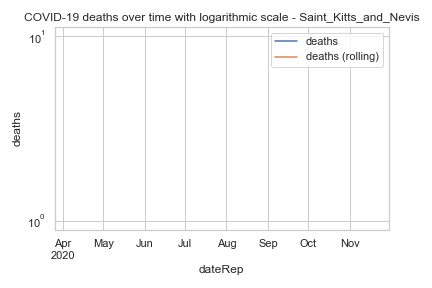 COVID-19 deaths over time with logarithmic scale - Saint_Kitts_and_Nevis
deaths
deaths (rolling)
10¹
deaths
10⁰
Apr May Jun Jul Aug Sep Oct Nov
2020
dateRep